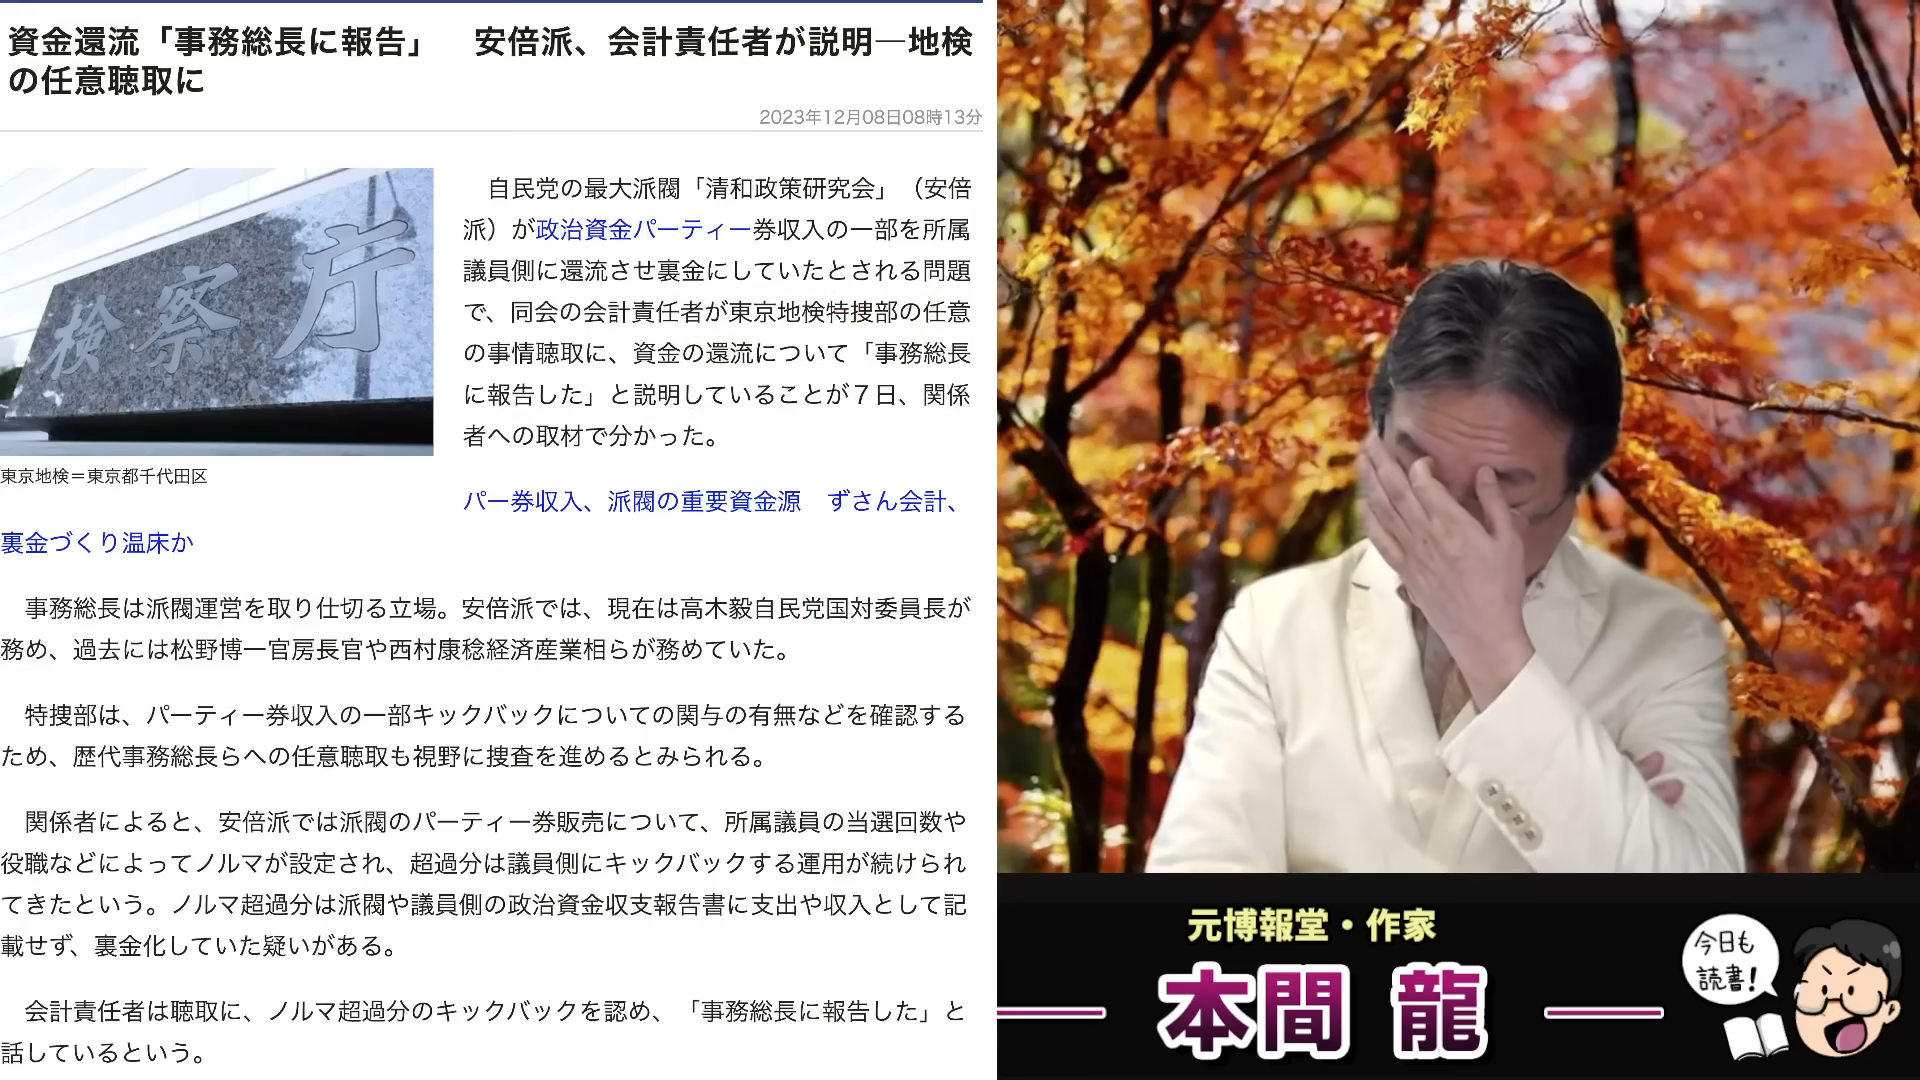 資金還流「事務総長に報告」　安倍派、会計責任者が説明―地検
の任意聴取に
2023年12月08日08時13分
検察庁
東京地検＝東京都千代田区
自民党の最大派閥「清和政策研究会」（安倍
派）が政治資金パーティー券収入の一部を所属
議員側に還流させ裏金にしていたとされる問題
で、同会の会計責任者が東京地検特捜部の任意
の事情聴取に、資金の還流について「事務総長
に報告した」と説明していることが７日、関係
者への取材で分かった。
パー券収入、派閥の重要資金源　ずさん会計、
裏金づくり温床か
事務総長は派閥運営を取り仕切る立場。安倍派では、現在は高木毅自民党国対委員長が
務め、過去には松野博一官房長官や西村康稔経済産業相らが務めていた。
特捜部は、パーティー券収入の一部キックバックについての関与の有無などを確認する
ため、歴代事務総長らへの任意聴取も視野に捜査を進めるとみられる。
関係者によると、安倍派では派閥のパーティー券販売について、所属議員の当選回数や
役職などによってノルマが設定され、超過分は議員側にキックバックする運用が続けられ
てきたという。ノルマ超過分は派閥や議員側の政治資金収支報告書に支出や収入として記
載せず、裏金化していた疑いがある。
会計責任者は聴取に、ノルマ超過分のキックバックを認め、「事務総長に報告した」と
話しているという。
元博報堂・作家
本間 龍
今日も
読書!